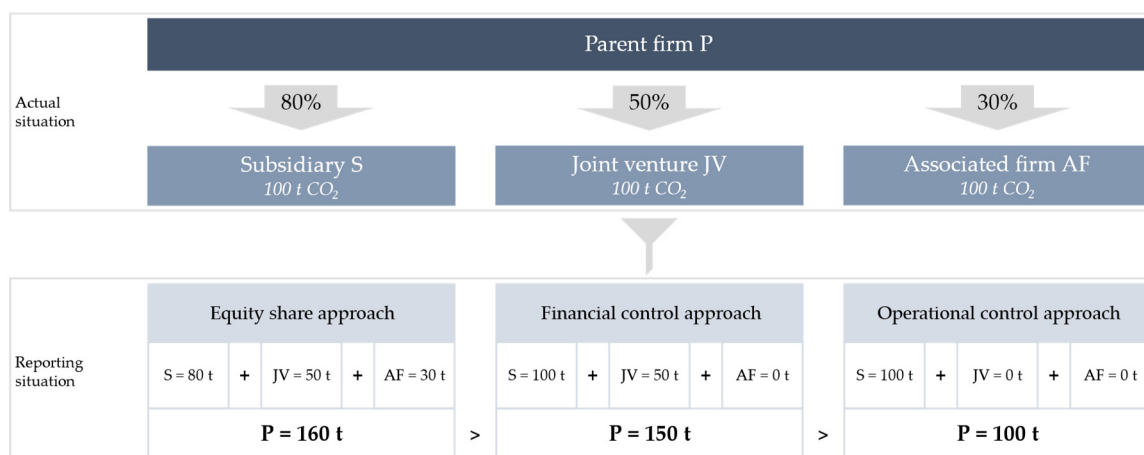 Parent firm P
Actual
situation
80%
50%
30%
Subsidiary S
100 t CO₂
Joint venture JV
100 t CO₂
Associated firm AF
100 t CO₂
Equity share approach
Financial control approach
Operational control approach
Reporting
situation
S = 80 t + JV = 50 t + AF = 30 t
S = 100 t + JV = 50 t + AF = 0 t
S = 100 t + JV = 0 t + AF = 0 t
P = 160 t > P = 150 t > P = 100 t